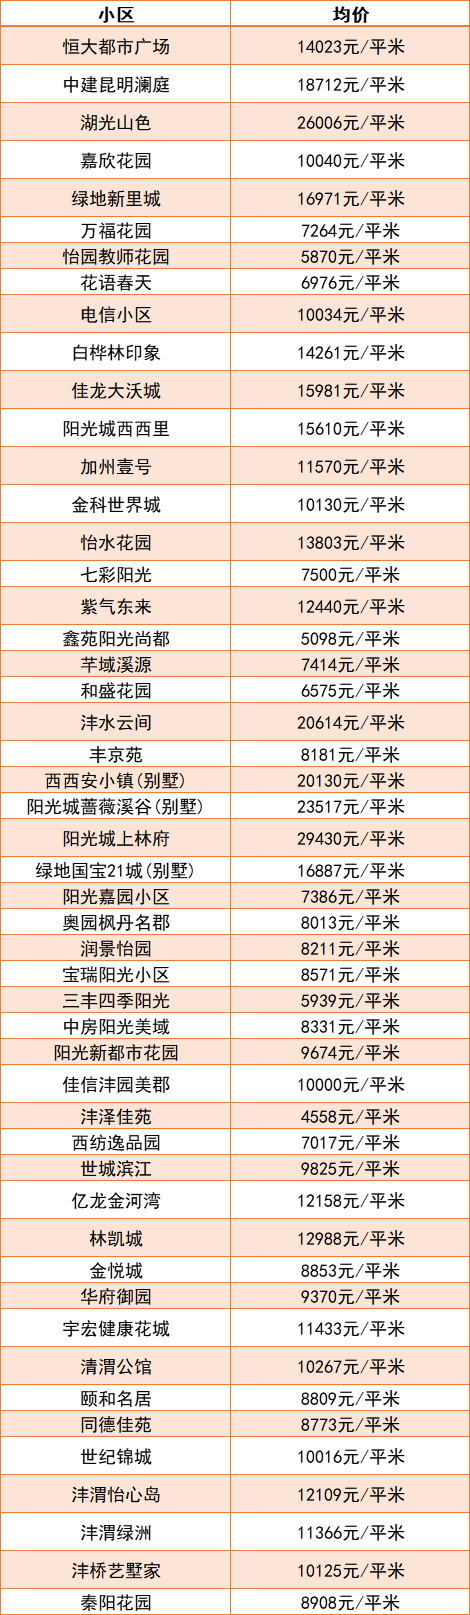 小区 均价
恒大都市广场 14023元/平米
中建昆明澜庭 18712元/平米
湖光山色 26006元/平米
嘉欣花园 10040元/平米
绿地新里城 16971元/平米
万福花园 7264元/平米
怡园教师花园 5870元/平米
花语春天 6976元/平米
电信小区 10034元/平米
白桦林印象 14261元/平米
佳龙大沃城 15981元/平米
阳光城西西里 15610元/平米
加州壹号 11570元/平米
金科世界城 10130元/平米
怡水花园 13803元/平米
七彩阳光 7500元/平米
紫气东来 12440元/平米
鑫苑阳光尚都 5098元/平米
芊域溪源 7414元/平米
和盛花园 6575元/平米
沣水云间 20614元/平米
丰京苑 8181元/平米
西西安小镇(别墅) 20130元/平米
阳光城蔷薇溪谷(别墅) 23517元/平米
阳光城上林府 29430元/平米
绿地国宝21城(别墅) 16887元/平米
阳光嘉园小区 7386元/平米
奥园枫丹名郡 8013元/平米
润景怡园 8211元/平米
宝瑞阳光小区 8571元/平米
三丰四季阳光 5939元/平米
中房阳光美域 8331元/平米
阳光新都市花园 9674元/平米
佳信沣园美郡 10000元/平米
沣泽佳苑 4558元/平米
西纺逸品园 7017元/平米
世城滨江 9825元/平米
亿龙金河湾 12158元/平米
林凯城 12988元/平米
金悦城 8853元/平米
华府御园 9370元/平米
宇宏健康花城 11433元/平米
清渭公馆 10267元/平米
颐和名居 8809元/平米
同德佳苑 8773元/平米
世纪锦城 10016元/平米
沣渭怡心岛 12109元/平米
沣渭绿洲 11366元/平米
沣桥艺墅家 10125元/平米
秦阳花园 8908元/平米